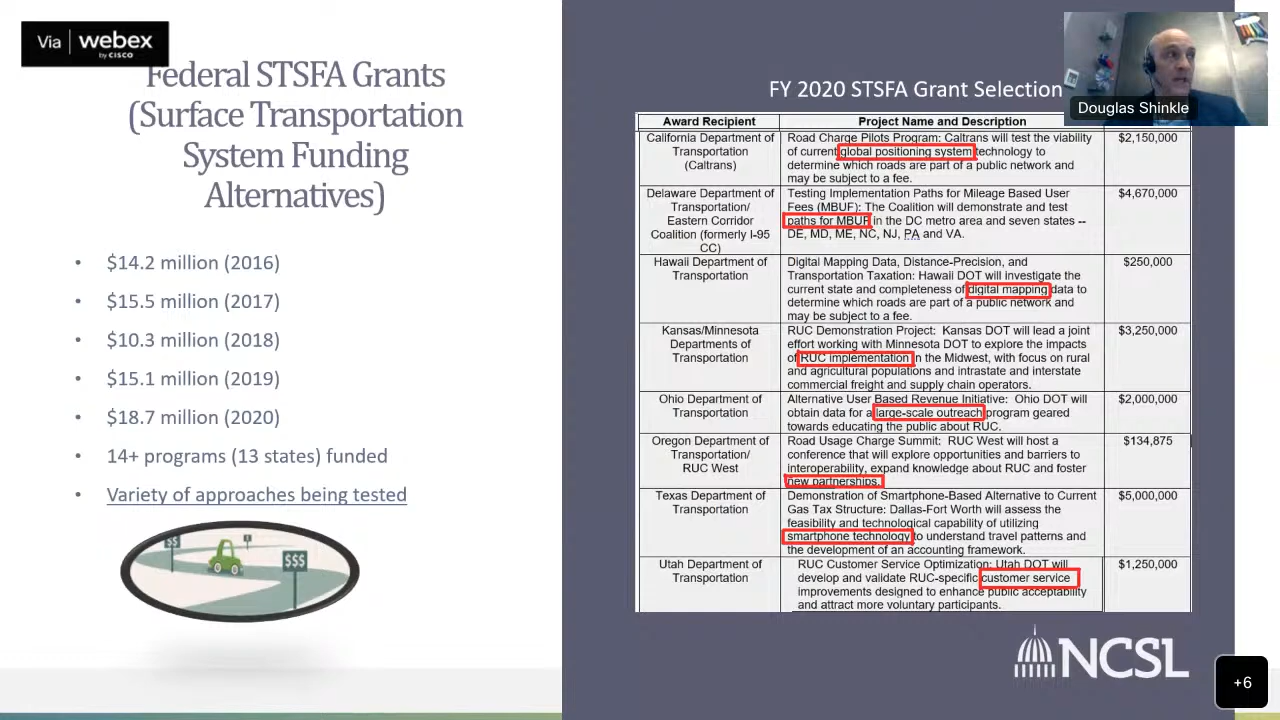 Via webex
by CISCO
Federal STSFA Grants
(Surface Transportation
System Funding
Alternatives)
• $14.2 million (2016)
• $15.5 million (2017)
• $10.3 million (2018)
• $15.1 million (2019)
• $18.7 million (2020)
• 14+ programs (13 states) funded
• Variety of approaches being tested
$$
$
$$$
FY 2020 STSFA Grant Selection
Douglas Shinkle
Award Recipient
Project Name and Description
California Department of
Transportation
(Caltrans)
Road Charge Pilots Program: Caltrans will test the viability
of current global positioning system technology to
determine which roads are part of a public network and
may be subject to a fee.
$2,150,000
Delaware Department of
Transportation/
Eastern Corridor
Coalition (formerly I-95
CC)
Testing Implementation Paths for Mileage Based User
Fees (MBUF): The Coalition will demonstrate and test
paths for MBUF in the DC metro area and seven states --
DE, MD, ME, NC, NJ, PA and VA.
$4,670,000
Hawaii Department of
Transportation
Digital Mapping Data, Distance-Precision, and
Transportation Taxation: Hawaii DOT will investigate the
current state and completeness of digital mapping data to
determine which roads are part of a public network and
may be subject to a fee.
$250,000
Kansas/Minnesota
Departments of
Transportation
RUC Demonstration Project: Kansas DOT will lead a joint
effort working with Minnesota DOT to explore the impacts
of RUC implementation in the Midwest, with focus on rural
and agricultural populations and intrastate and interstate
commercial freight and supply chain operators.
$3,250,000
Ohio Department of
Transportation
Alternative User Based Revenue Initiative: Ohio DOT will
obtain data for a large-scale outreach program geared
towards educating the public about RUC.
$2,000,000
Oregon Department of
Transportation/
RUC West
Road Usage Charge Summit: RUC West will host a
conference that will explore opportunities and barriers to
interoperability, expand knowledge about RUC and foster
new partnerships.
$134,875
Texas Department of
Transportation
Demonstration of Smartphone-Based Alternative to Current
Gas Tax Structure: Dallas-Fort Worth will assess the
feasibility and technological capability of utilizing
smartphone technology to understand travel patterns and
the development of an accounting framework.
$5,000,000
Utah Department of
Transportation
RUC Customer Service Optimization: Utah DOT will
develop and validate RUC-specific customer service
improvements designed to enhance public acceptability
and attract more voluntary participants.
$1,250,000
NCSL
+6